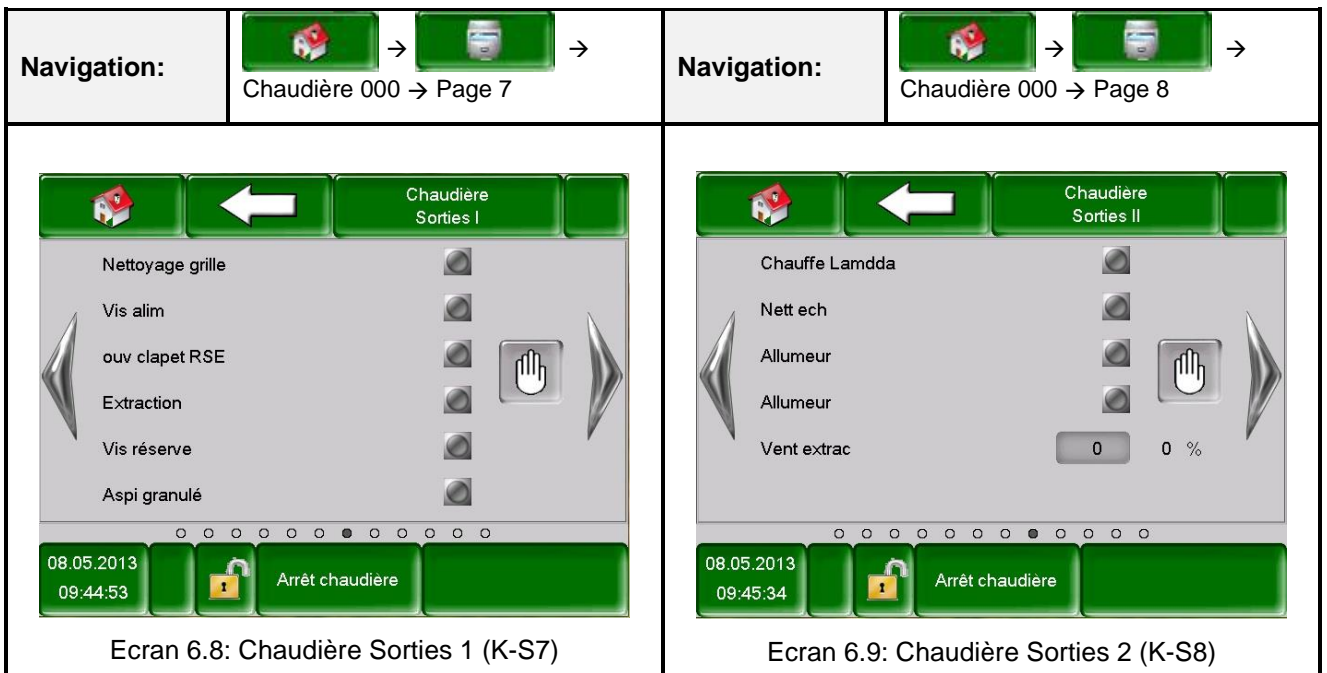 Navigation:
→ →
Chaudière 000 → Page 7
Chaudière
Sorties I
Nettoyage grille
Vis alim
ouv clapet RSE
Extraction
Vis réserve
Aspi granulé
08.05.2013
09:44:53
1
Arrêt chaudière
Ecran 6.8: Chaudière Sorties 1 (K-S7)
Navigation:
→ →
Chaudière 000 → Page 8
Chaudière
Sorties II
Chauffe Lamdda
Nett ech
Allumeur
Allumeur
Vent extrac 0 0 %
08.05.2013
09:45:34
1
Arrêt chaudière
Ecran 6.9: Chaudière Sorties 2 (K-S8)